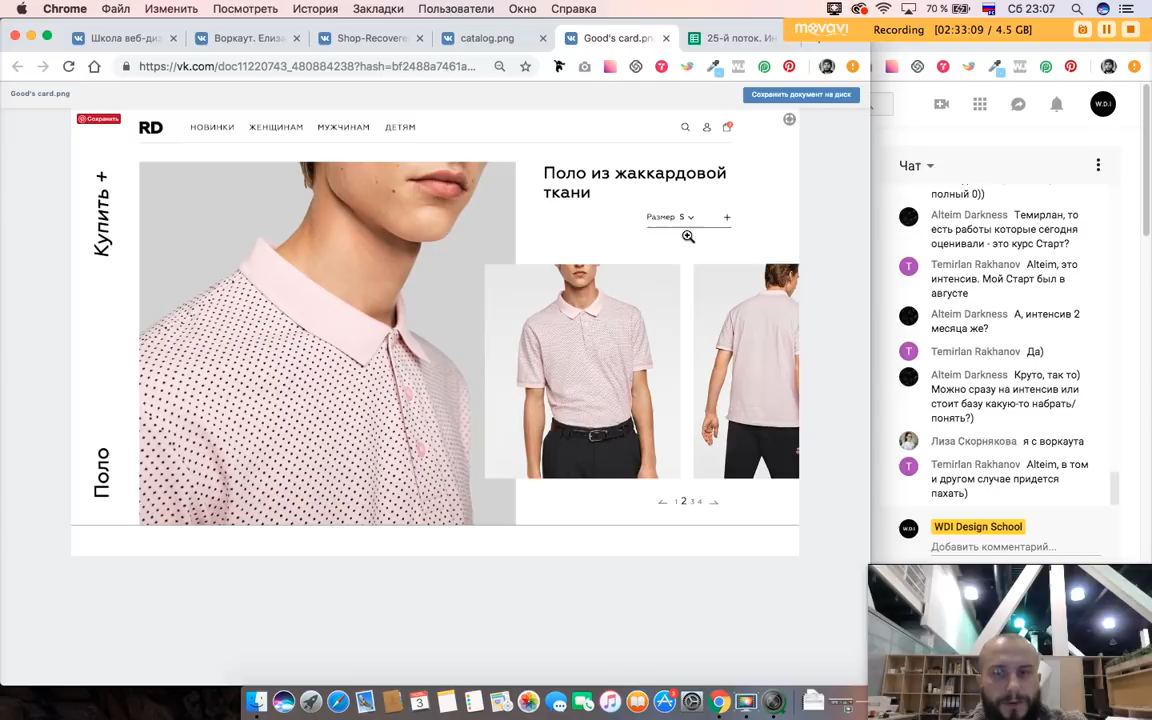 Chrome Файл Изменить Посмотреть История Закладки Людям Окно Справка
70 % Сб 23:07
movavi Recording [02:33:09 / 4.5 GB]
Школа веб-ди
Воркаут. Елиза
Shop-Recovere
catalog.png
Good's card.pn
25-й поток. Ин
https://vk.com/doc11220743_480884238?hash=bf2488a7461a...
Good's card.png
Сохранить документ на диск
Сохранить
RD НОВИНКИ ЖЕНЩИНАМ МУЖЧИНАМ ДЕТЯМ
Купить +
Поло
Поло из жаккардовой
ткани
Размер S +
← 1 2 3 4 →
W.D.I
Чат
полный 0))
Alteim Darkness Темирлан, то
есть работы которые сегодня
оценивали - это курс Старт?
T
Temirlan Rakhanov Alteim, это
интенсив. Мой Старт был в
августе
Alteim Darkness А, интенсив 2
месяца же?
T
Temirlan Rakhanov Да)
Alteim Darkness Круто, так то)
Можно сразу на интенсив или
стоит базу какую-то набрать/
понять?)
Лиза Скорнякова я с воркаута
T
Temirlan Rakhanov Alteim, в том
и другом случае придется
пахать)
W.D.I
WDI Design School
Добавить комментарий...